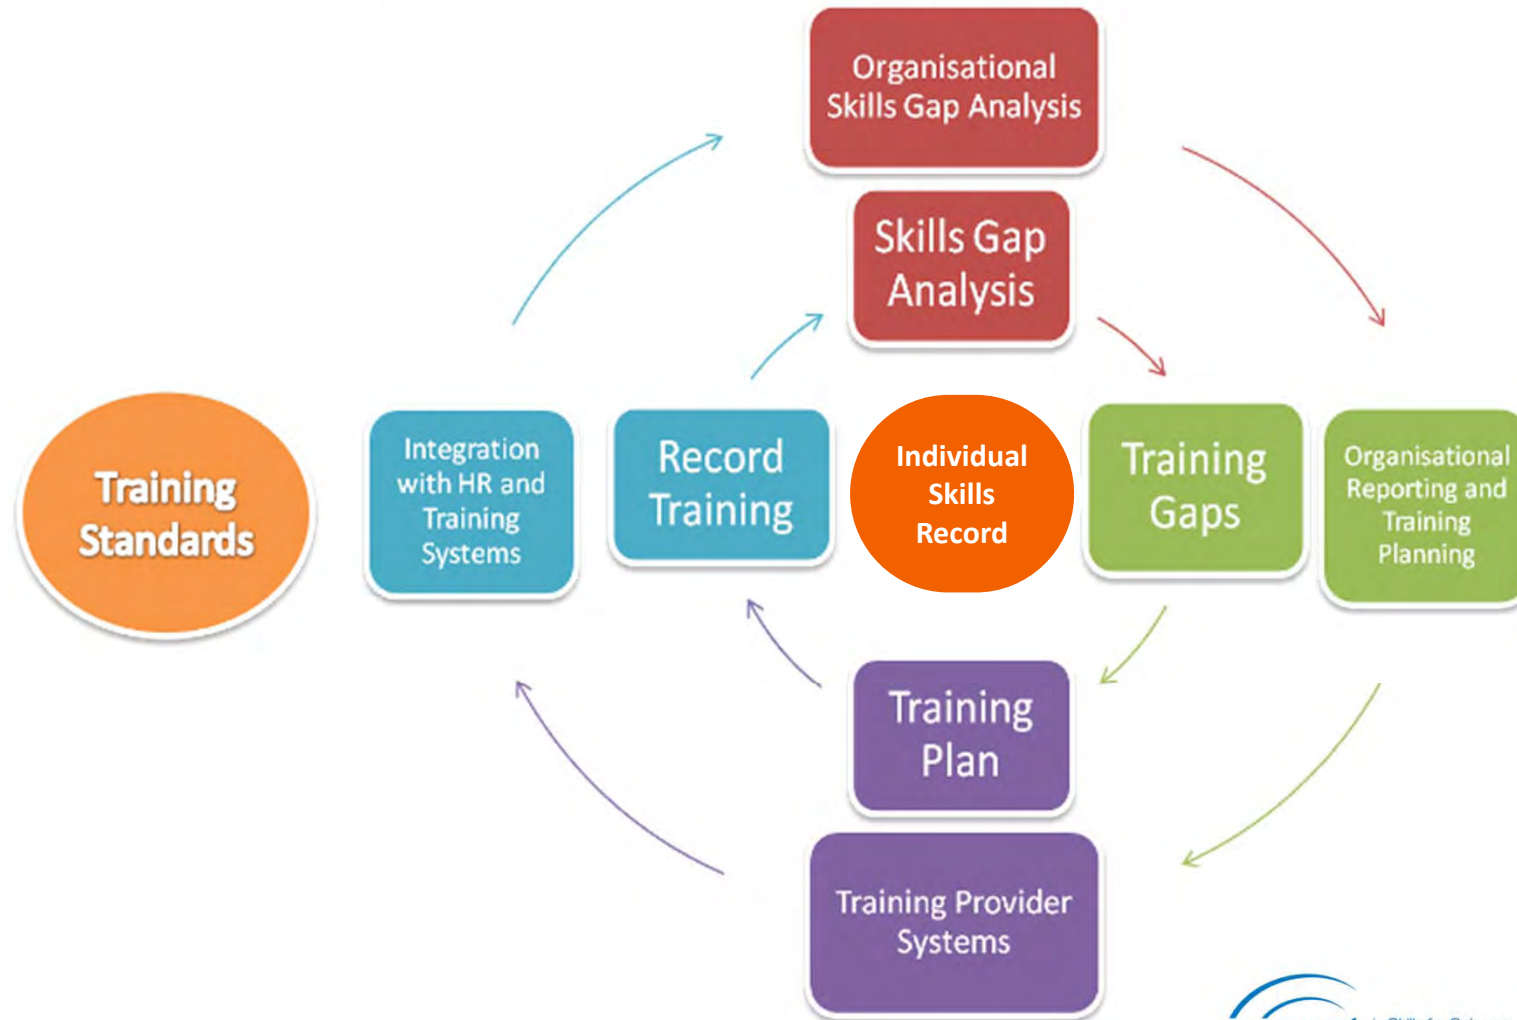 Organisational
Skills Gap Analysis
Skills Gap
Analysis
Training
Standards
Integration
with HR and
Training
Systems
Record
Training
Individual
Skills
Record
Training
Gaps
Organisational
Reporting and
Training
Planning
Training
Plan
Training Provider
Systems